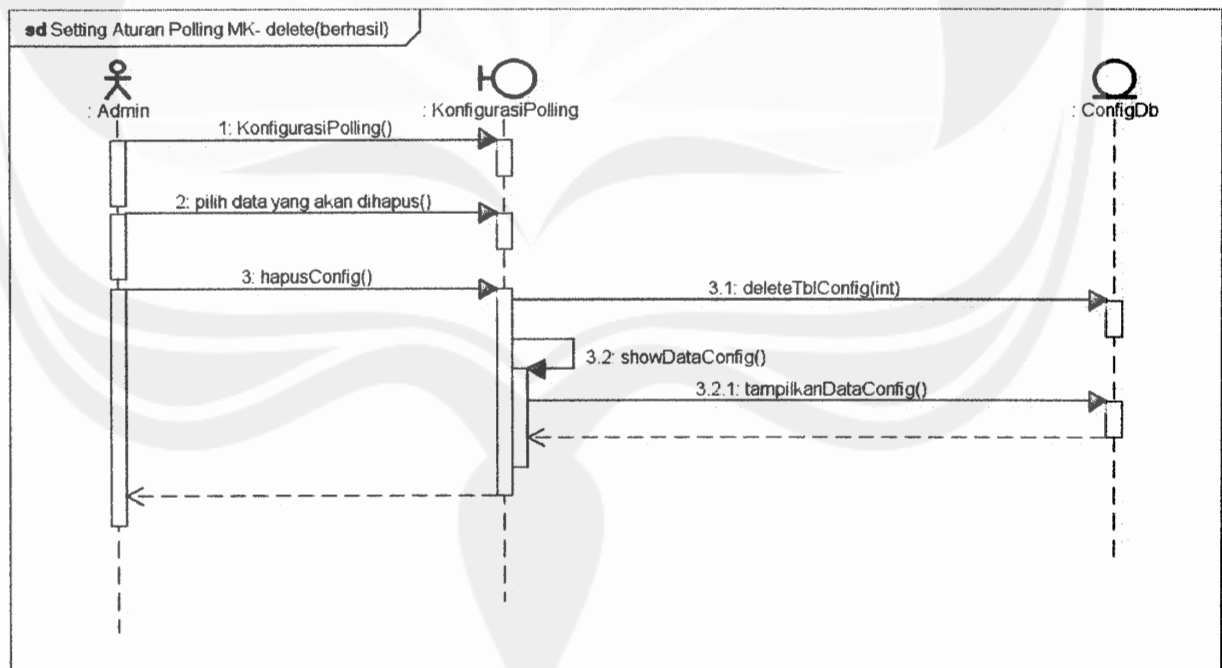 sd Setting Aturan Polling MK- delete(berhasil)
: Admin
: KonfigurasiPolling
: ConfigDb
1: KonfigurasiPolling()
2: pilih data yang akan dihapus()
3: hapusConfig()
3.1: deleteTblConfig(int)
3.2: showDataConfig()
3.2.1: tampilkanDataConfig()